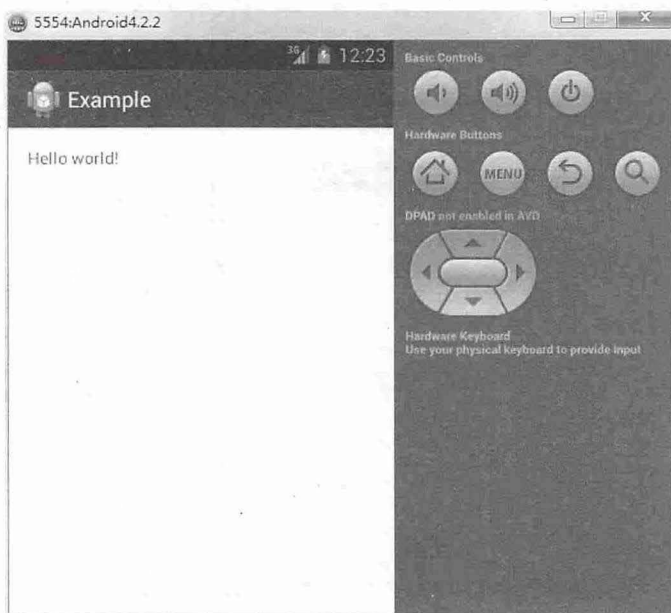 5554:Android4.2.2
3G 12:23
Example
Hello world!
Basic Controls
Hardware Buttons
MENU
DPAD not enabled in AVD
Hardware Keyboard
Use your physical keyboard to provide input